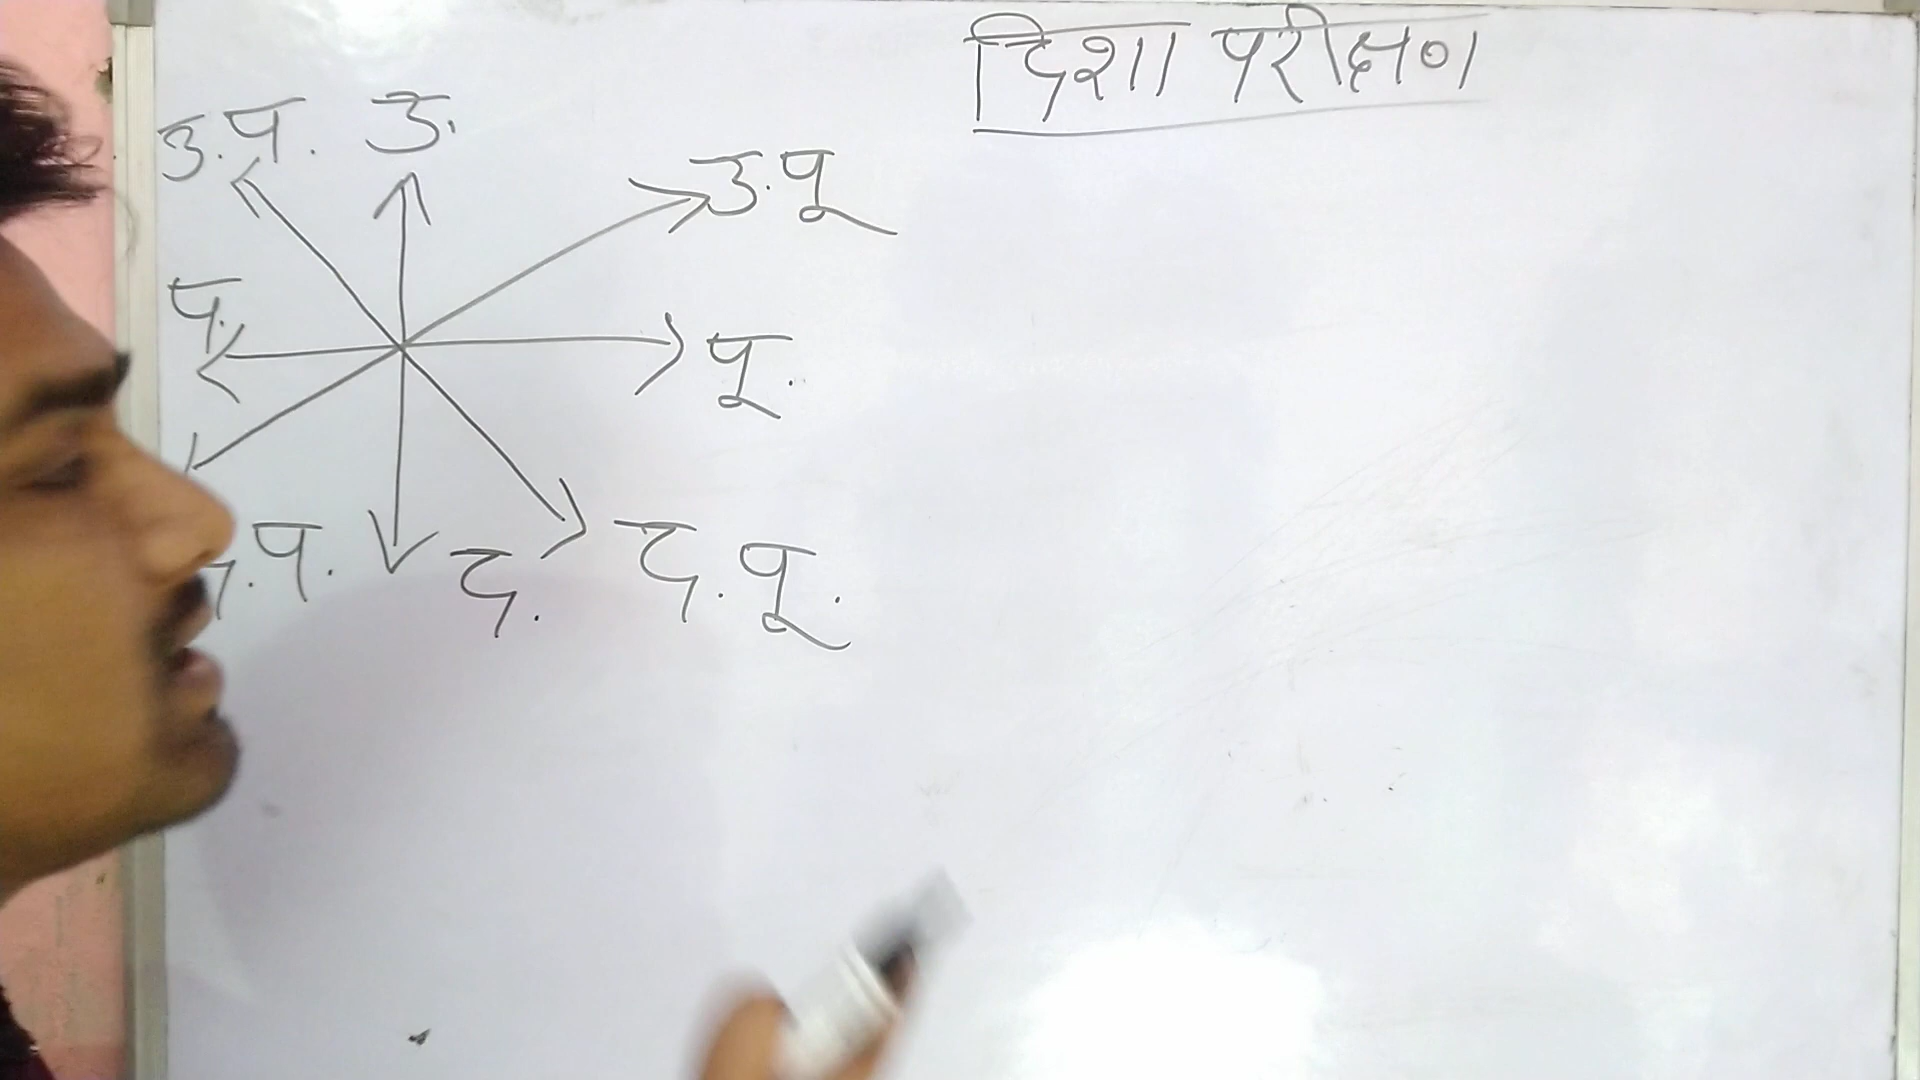 दिशा परीक्षण
उ.प. उ.
उ.पू
प.
पू.
.प. द. द.पू.